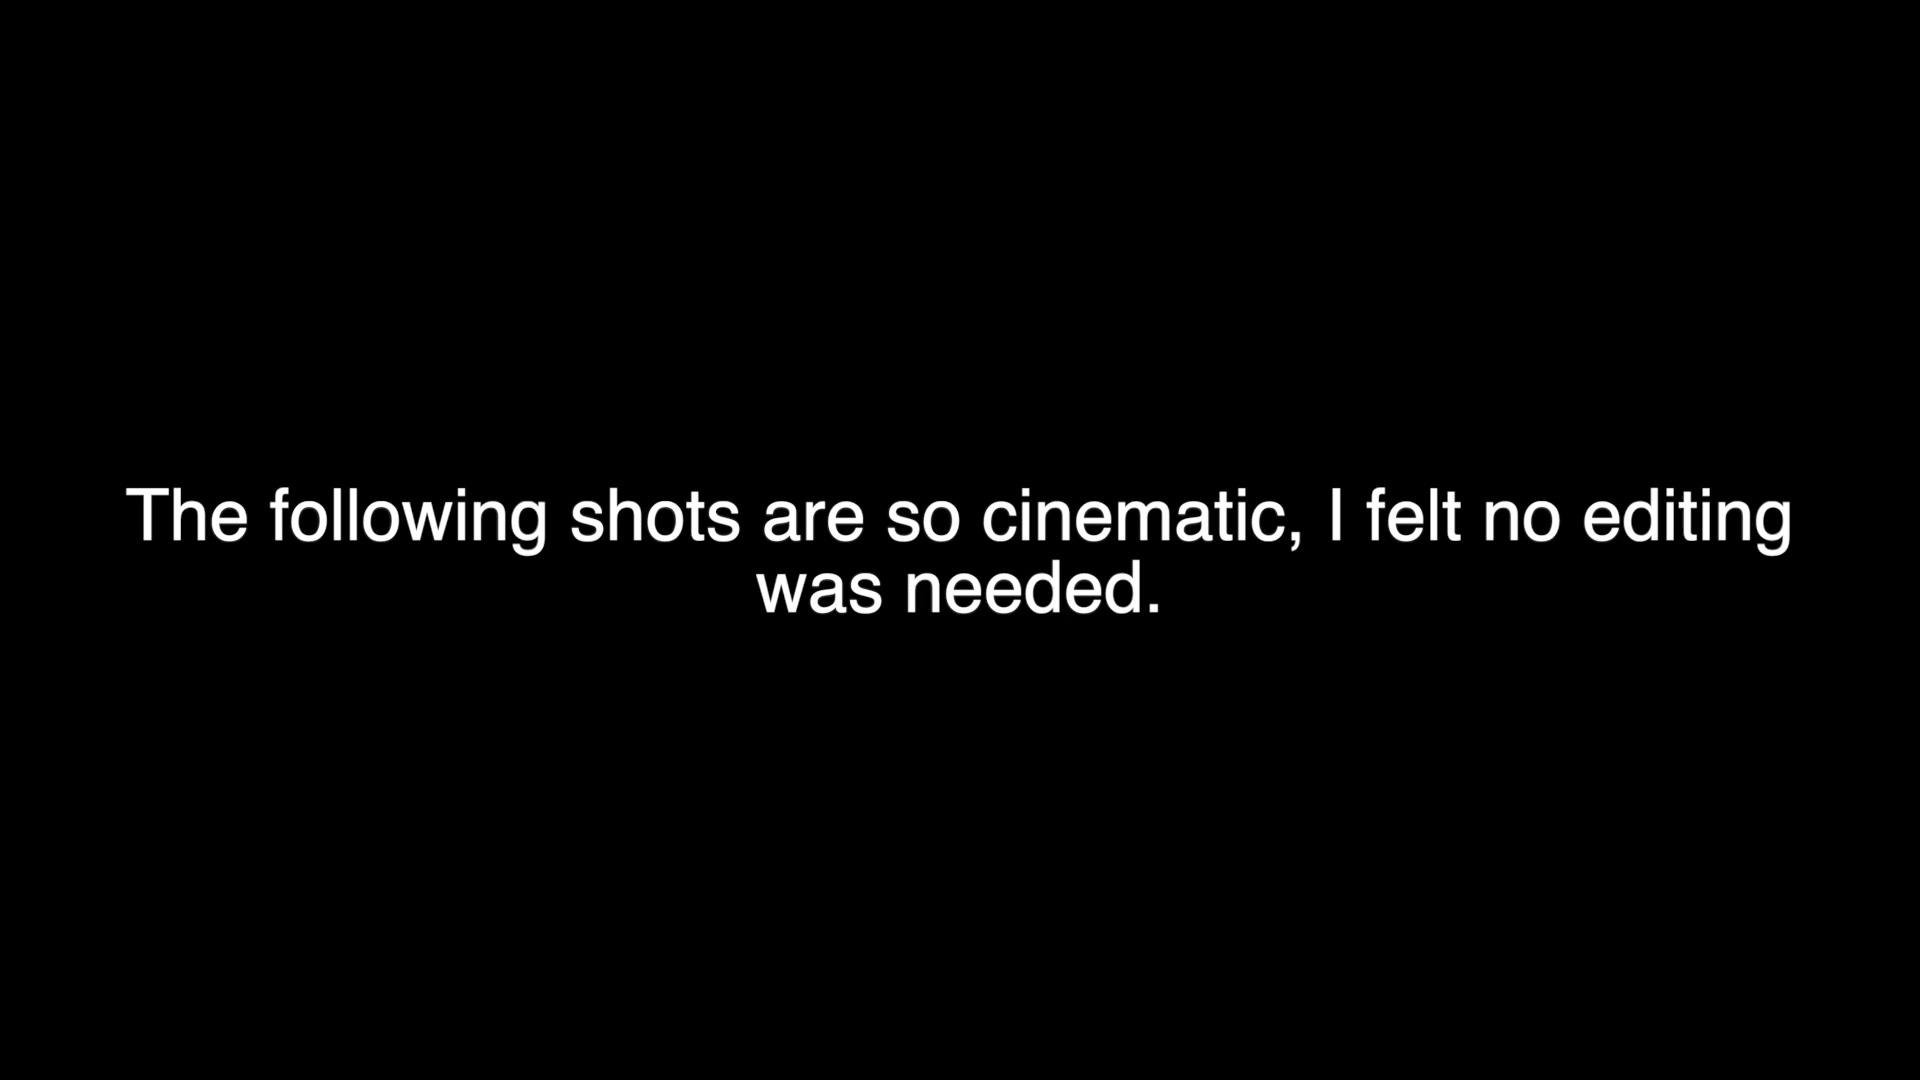 The following shots are so cinematic, I felt no editing
was needed.